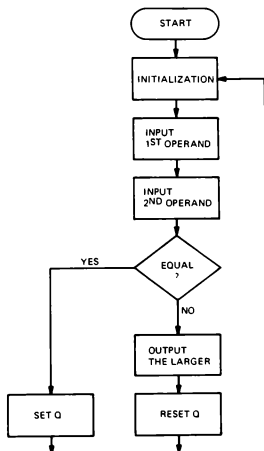 START
INITIALIZATION
INPUT
1ST OPERAND
INPUT
2ND OPERAND
EQUAL
?
YES
NO
OUTPUT
THE LARGER
SET Q
RESET Q